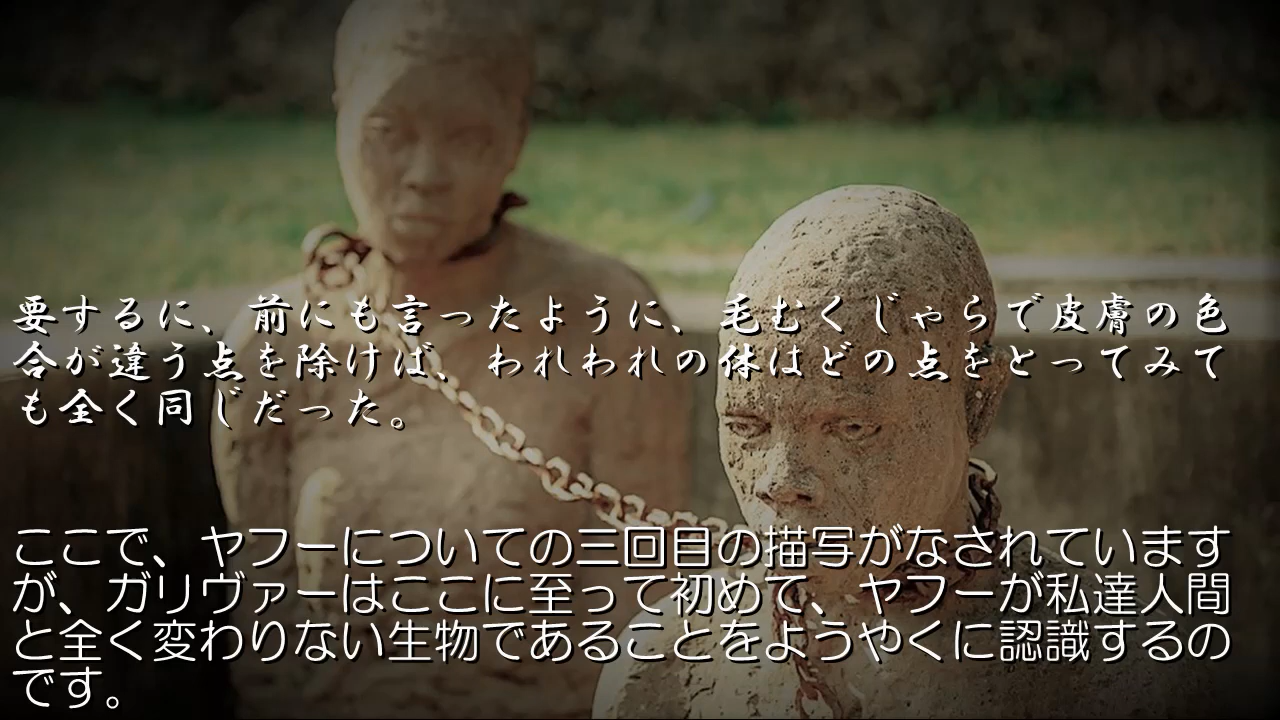 要するに、前にも言ったように、毛むくじゃらで皮膚の色
合が違う点を除けば、われわれの体はどの点をとってみて
も全く同じだった。
ここで、ヤフーについての三回目の描写がなされています
が、ガリヴァーはここに至って初めて、ヤフーが私達人間
と全く変わりない生物であることをようやくに認識するの
です。